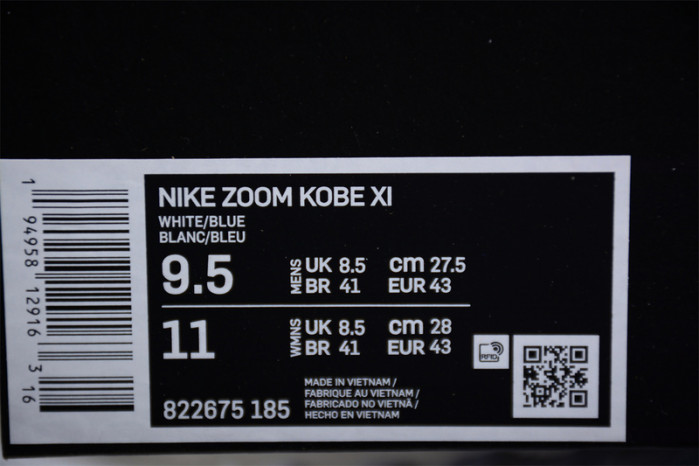 NIKE ZOOM KOBE XI
WHITE/BLUE
BLANC/BLEU
9.5 MENS UK 8.5 cm 27.5
BR 41 EUR 43
11 WMNS UK 8.5 cm 28
BR 41 EUR 43
822675 185
MADE IN VIETNAM /
FABRIQUE AU VIETNAM /
FABRICADO NO VIETNÃ /
HECHO EN VIETNAM
RFID
1 94958 12916 3 16